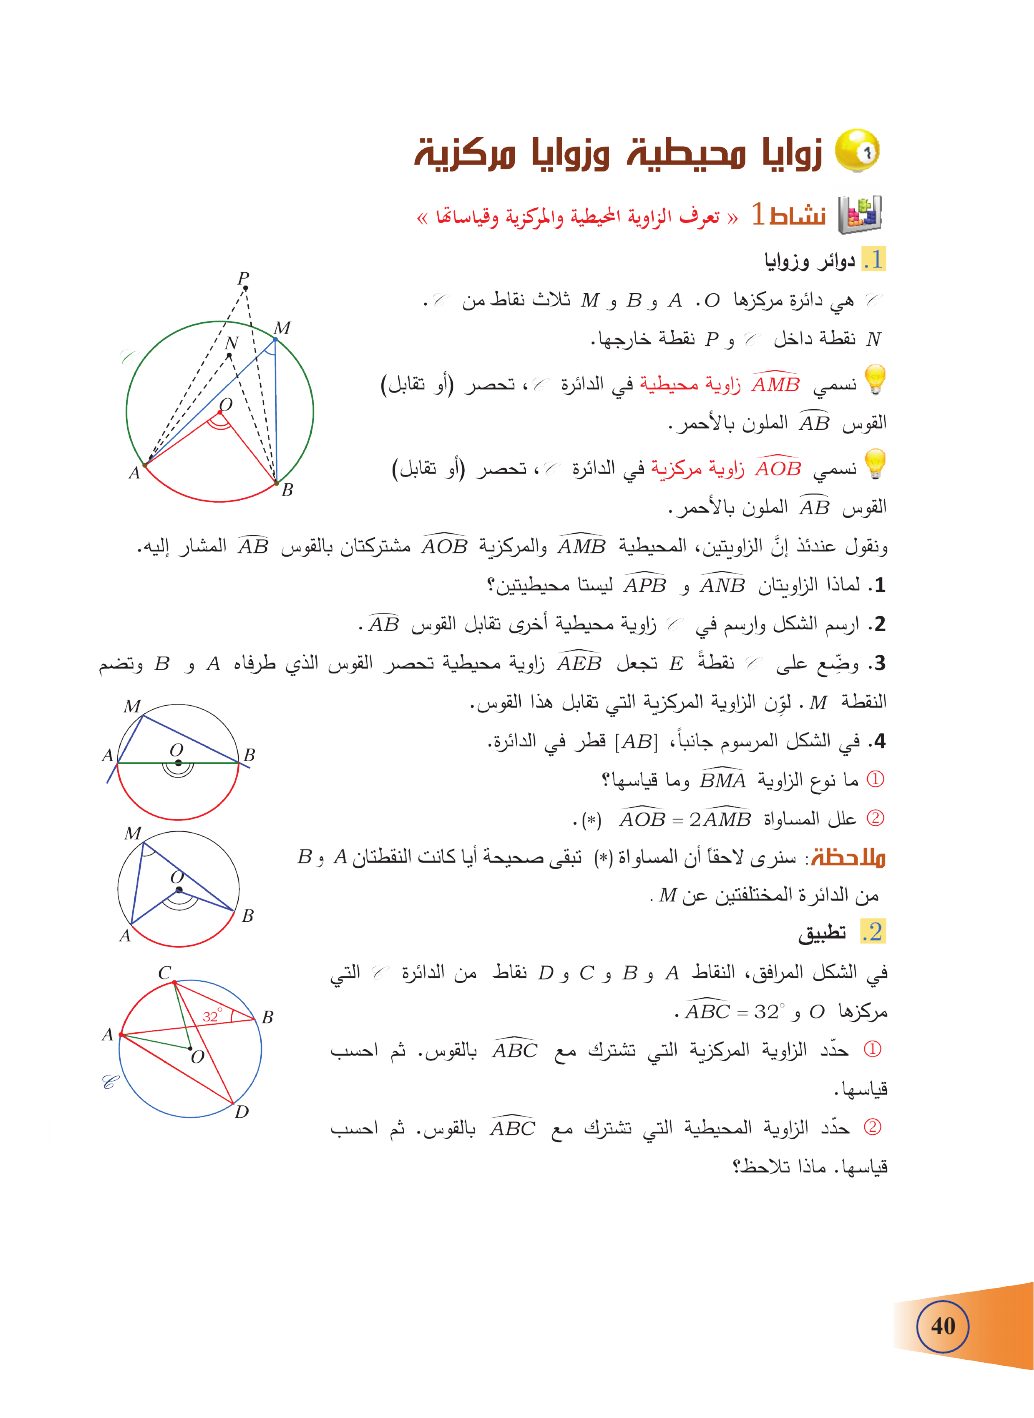 زوايا محيطية وزوايا مركزية 1
نشاط 1 « تعرف الزاوية المحيطية والمركزية وقياساتها »
1. دوائر وزوايا
𝒞 هي دائرة مركزها O. A و B و M ثلاث نقاط من 𝒞.
N نقطة داخل 𝒞 و P نقطة خارجها.
نسمي AMB زاوية محيطية في الدائرة 𝒞، تحصر (أو تقابل)
القوس AB الملون بالأحمر.
نسمي AOB زاوية مركزية في الدائرة 𝒞، تحصر (أو تقابل)
القوس AB الملون بالأحمر.
P
M
N
𝒞
O
A
B
ونقول عندئذ إنَّ الزاويتين، المحيطية AMB والمركزية AOB مشتركتان بالقوس AB المشار إليه.
1. لماذا الزاويتان ANB و APB ليستا محيطيتين؟
2. ارسم الشكل وارسم في 𝒞 زاوية محيطية أخرى تقابل القوس AB.
3. وضِّع على 𝒞 نقطةً E تجعل AEB زاوية محيطية تحصر القوس الذي طرفاه A و B وتضم
النقطة M. لوِّن الزاوية المركزية التي تقابل هذا القوس.
4. في الشكل المرسوم جانباً، [AB] قطر في الدائرة.
① ما نوع الزاوية BMA وما قياسها؟
② علل المساواة AOB = 2AMB (*).
M
A
O
B
ملاحظة: سنرى لاحقاً أن المساواة (*) تبقى صحيحة أيا كانت النقطتان A و B
من الدائرة المختلفتين عن M.
M
O
B
A
2. تطبيق
في الشكل المرافق، النقاط A و B و C و D نقاط من الدائرة 𝒞 التي
مركزها O و ABC = 32°.
① حدّد الزاوية المركزية التي تشترك مع ABC بالقوس. ثم احسب
قياسها.
② حدّد الزاوية المحيطية التي تشترك مع ABC بالقوس. ثم احسب
قياسها. ماذا تلاحظ؟
C
32°
B
A
O
𝒞
D
40